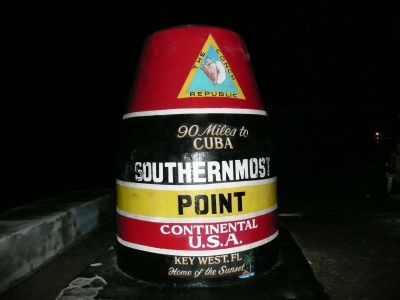 THE CONCH
REPUBLIC
90 Miles to
CUBA
SOUTHERNMOST
POINT
CONTINENTAL
U.S.A.
KEY WEST, FL
Home of the Sunset